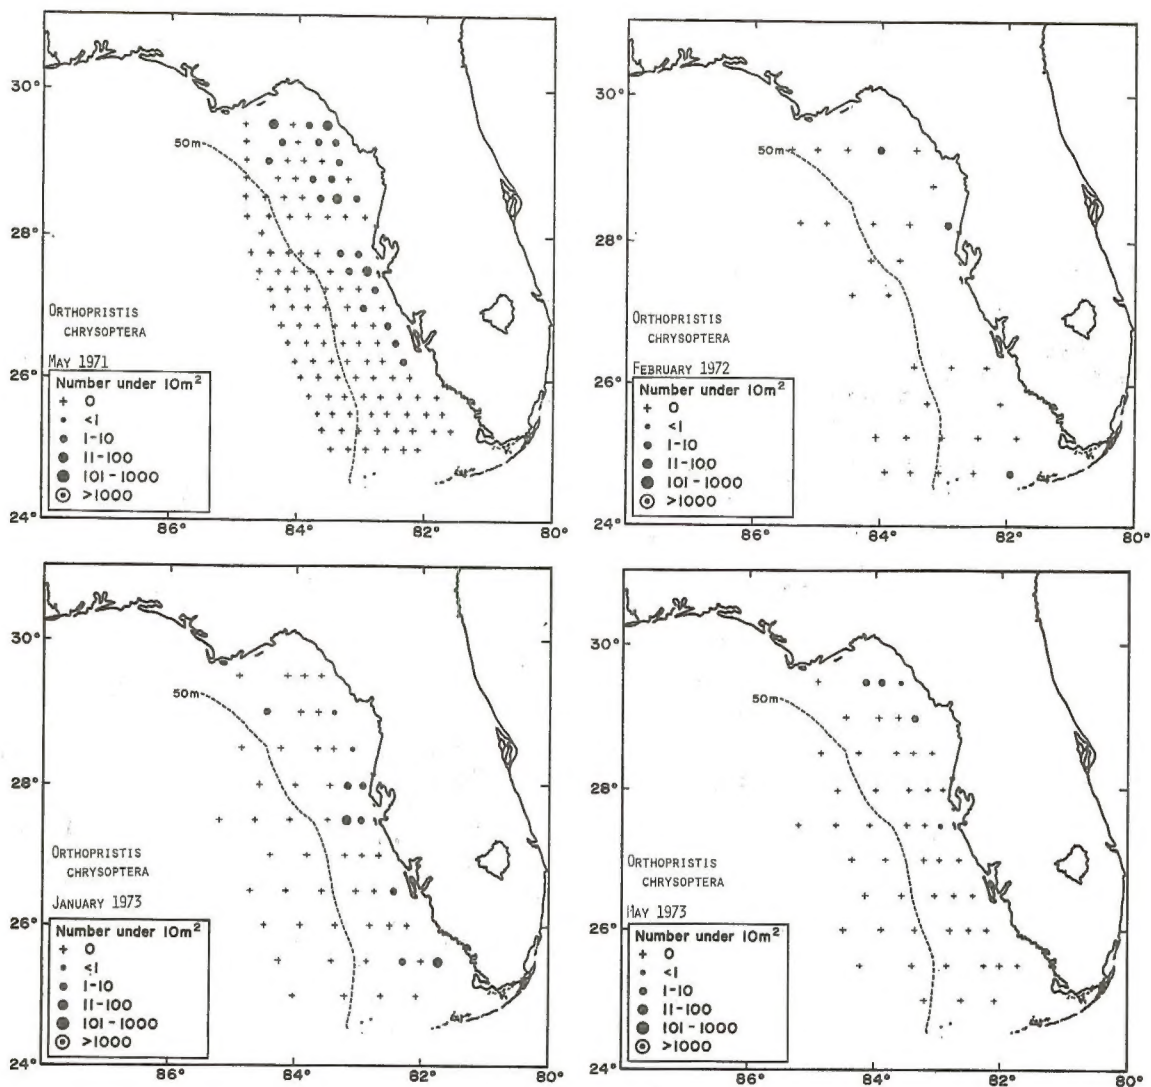 30°
28°
26°
24°
86°
84°
82°
80°
50m
ORTHOPRISTIS
CHRYSOPTERA
MAY 1971
Number under 10m²
+ 0
<1
1-10
11-100
101-1000
>1000
30°
28°
26°
24°
86°
84°
82°
80°
50m
ORTHOPRISTIS
CHRYSOPTERA
FEBRUARY 1972
Number under 10m²
+ 0
<1
1-10
11-100
101-1000
>1000
30°
28°
26°
24°
86°
84°
82°
80°
50m
ORTHOPRISTIS
CHRYSOPTERA
JANUARY 1973
Number under 10m²
+ 0
<1
1-10
11-100
101-1000
>1000
30°
28°
26°
24°
86°
84°
82°
80°
50m
ORTHOPRISTIS
CHRYSOPTERA
MAY 1973
Number under 10m²
+ 0
<1
1-10
11-100
101-1000
>1000